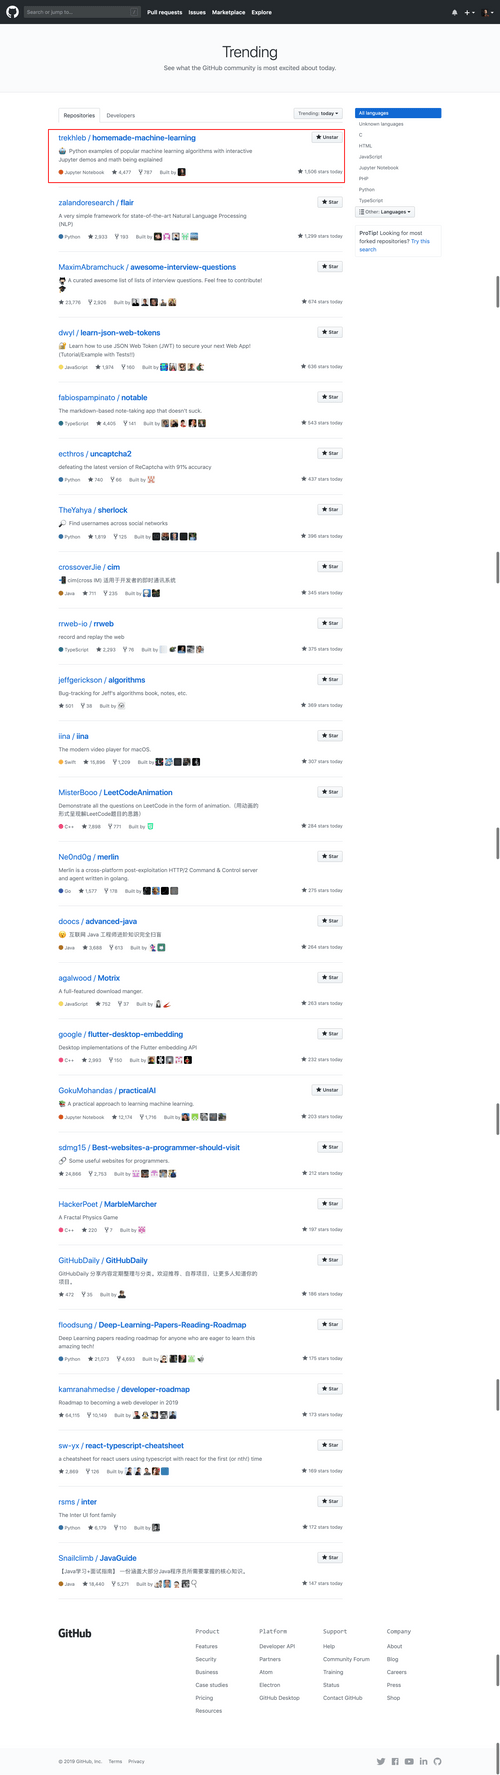 Search or jump to...
Pull requests Issues Marketplace Explore
Trending
See what the GitHub community is most excited about today.
Repositories Developers Trending: today
trekhleb / homemade-machine-learning
Unstar
Python examples of popular machine learning algorithms with interactive
Jupyter demos and math being explained
Jupyter Notebook 4,477 787 Built by 1,506 stars today
zalandoresearch / flair
Star
A very simple framework for state-of-the-art Natural Language Processing
(NLP)
Python 2,933 193 Built by 1,299 stars today
MaximAbramchuck / awesome-interview-questions
Star
A curated awesome list of lists of interview questions. Feel free to contribute!
23,776 2,926 Built by 674 stars today
dwyl / learn-json-web-tokens
Star
Learn how to use JSON Web Token (JWT) to secure your next Web App!
(Tutorial/Example with Tests!!)
JavaScript 1,974 160 Built by 638 stars today
fabiospampinato / notable
Star
The markdown-based note-taking app that doesn't suck.
TypeScript 4,405 141 Built by 543 stars today
ecthros / uncaptcha2
Star
defeating the latest version of ReCaptcha with 91% accuracy
Python 740 66 Built by 437 stars today
TheYahya / sherlock
Star
Find usernames across social networks
Python 1,819 125 Built by 396 stars today
crossoverJie / cim
Star
cim(cross IM) 适用于开发者的即时通讯系统
Java 711 235 Built by 345 stars today
rrweb-io / rrweb
Star
record and replay the web
TypeScript 2,293 76 Built by 375 stars today
jeffgerickson / algorithms
Star
Bug-tracking for Jeff's algorithms book, notes, etc.
501 38 Built by 369 stars today
iina / iina
Star
The modern video player for macOS.
Swift 15,896 1,209 Built by 307 stars today
MisterBooo / LeetCodeAnimation
Star
Demonstrate all the questions on LeetCode in the form of animation.（用动画的
形式呈现解LeetCode题目的思路）
C++ 7,898 771 Built by 284 stars today
Ne0nd0g / merlin
Star
Merlin is a cross-platform post-exploitation HTTP/2 Command & Control server
and agent written in golang.
Go 1,577 178 Built by 275 stars today
doocs / advanced-java
Star
互联网 Java 工程师进阶知识完全扫盲
Java 3,688 613 Built by 264 stars today
agalwood / Motrix
Star
A full-featured download manger.
JavaScript 752 37 Built by 263 stars today
google / flutter-desktop-embedding
Star
Desktop implementations of the Flutter embedding API
C++ 2,993 150 Built by 232 stars today
GokuMohandas / practicalAI
Unstar
A practical approach to learning machine learning.
Jupyter Notebook 12,174 1,716 Built by 203 stars today
sdmg15 / Best-websites-a-programmer-should-visit
Star
Some useful websites for programmers.
24,666 2,753 Built by 212 stars today
HackerPoet / MarbleMarcher
Star
A Fractal Physics Game
C++ 220 7 Built by 197 stars today
GitHubDaily / GitHubDaily
Star
GitHubDaily 分享内容定期整理与分类。欢迎推荐、自荐项目，让更多人知道你的
项目。
472 35 Built by 186 stars today
floodsung / Deep-Learning-Papers-Reading-Roadmap
Star
Deep Learning papers reading roadmap for anyone who are eager to learn this
amazing tech!
Python 21,073 4,693 Built by 175 stars today
kamranahmedse / developer-roadmap
Star
Roadmap to becoming a web developer in 2019
64,115 10,149 Built by 173 stars today
sw-yx / react-typescript-cheatsheet
Star
a cheatsheet for react users using typescript with react for the first (or nth!) time
2,869 126 Built by 169 stars today
rsms / inter
Star
The Inter UI font family
Python 6,179 110 Built by 172 stars today
Snailclimb / JavaGuide
Star
【Java学习+面试指南】 一份涵盖大部分Java程序员所需要掌握的核心知识。
Java 18,440 5,271 Built by 147 stars today
All languages
Unknown languages
C
HTML
JavaScript
Jupyter Notebook
PHP
Python
TypeScript
Other: Languages
ProTip! Looking for most
forked repositories? Try this
search
GitHub
Product Platform Support Company
Features Developer API Help About
Security Partners Community Forum Blog
Business Atom Training Careers
Case studies Electron Status Press
Pricing GitHub Desktop Contact GitHub Shop
Resources
© 2019 GitHub, Inc. Terms Privacy